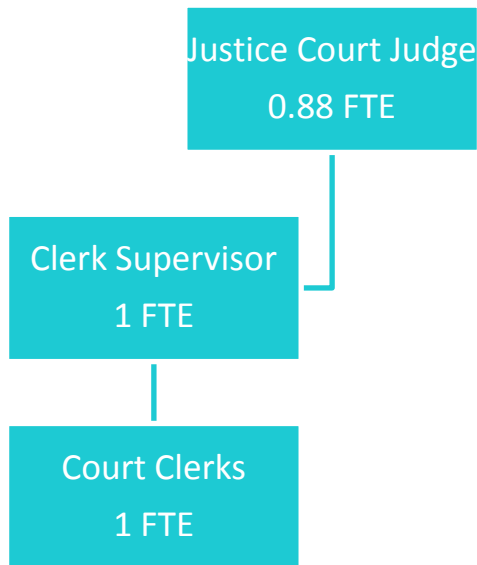 Justice Court Judge
0.88 FTE
Clerk Supervisor
1 FTE
Court Clerks
1 FTE